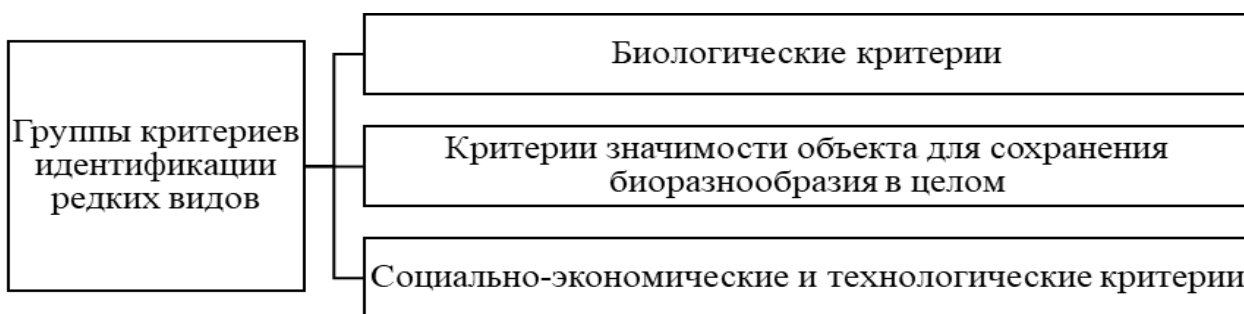 Группы критериев
идентификации
редких видов
Биологические критерии
Критерии значимости объекта для сохранения
биоразнообразия в целом
Социально-экономические и технологические критерии